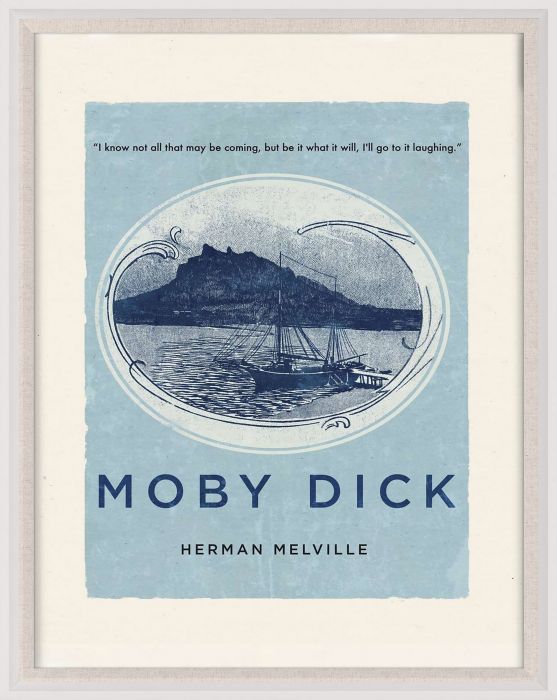 “I know not all that may be coming, but be it what it will, I'll go to it laughing.”
MOBY DICK
HERMAN MELVILLE